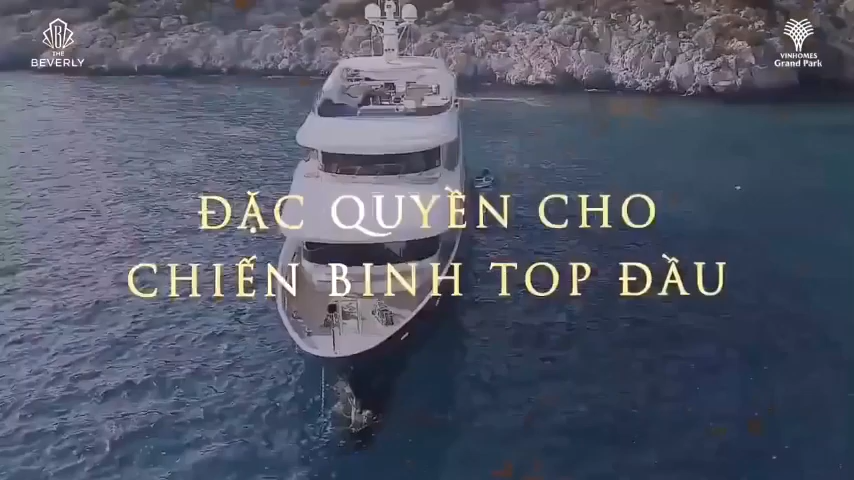 THE
BEVERLY
VINHOMES
Grand Park
ĐẶC QUYỀN CHO
CHIẾN BINH TOP ĐẦU